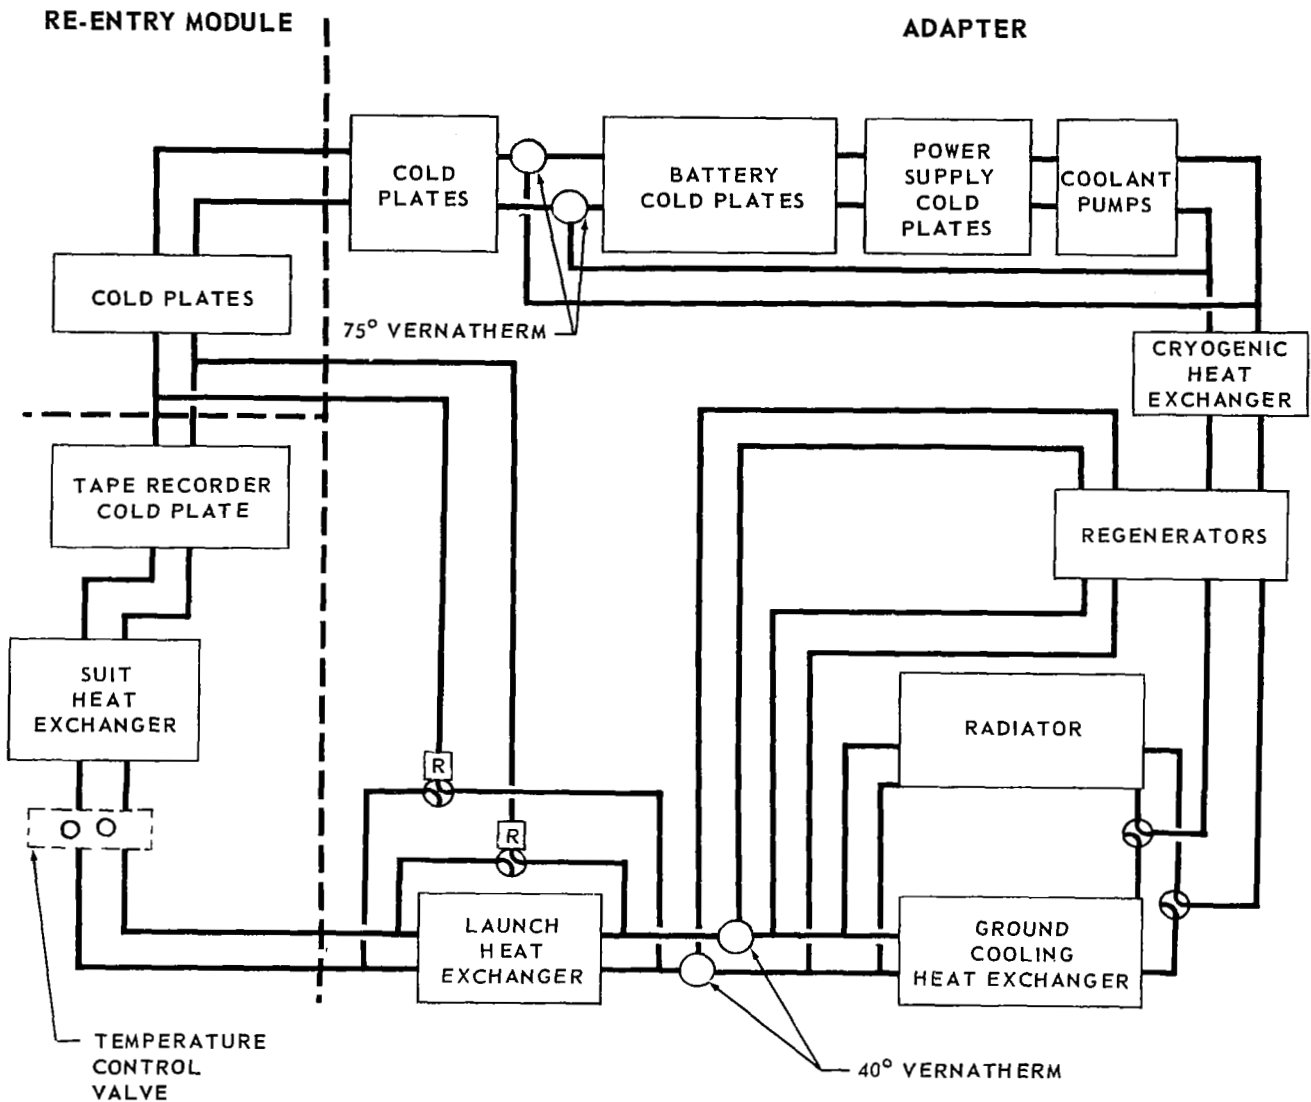 RE-ENTRY MODULE
ADAPTER
COLD
PLATES
BATTERY
COLD PLATES
POWER
SUPPLY
COLD
PLATES
COOLANT
PUMPS
COLD PLATES
75° VERNATHERM
CRYOGENIC
HEAT
EXCHANGER
TAPE RECORDER
COLD PLATE
REGENERATORS
SUIT
HEAT
EXCHANGER
RADIATOR
R
R
LAUNCH
HEAT
EXCHANGER
GROUND
COOLING
HEAT EXCHANGER
TEMPERATURE
CONTROL
VALVE
40° VERNATHERM